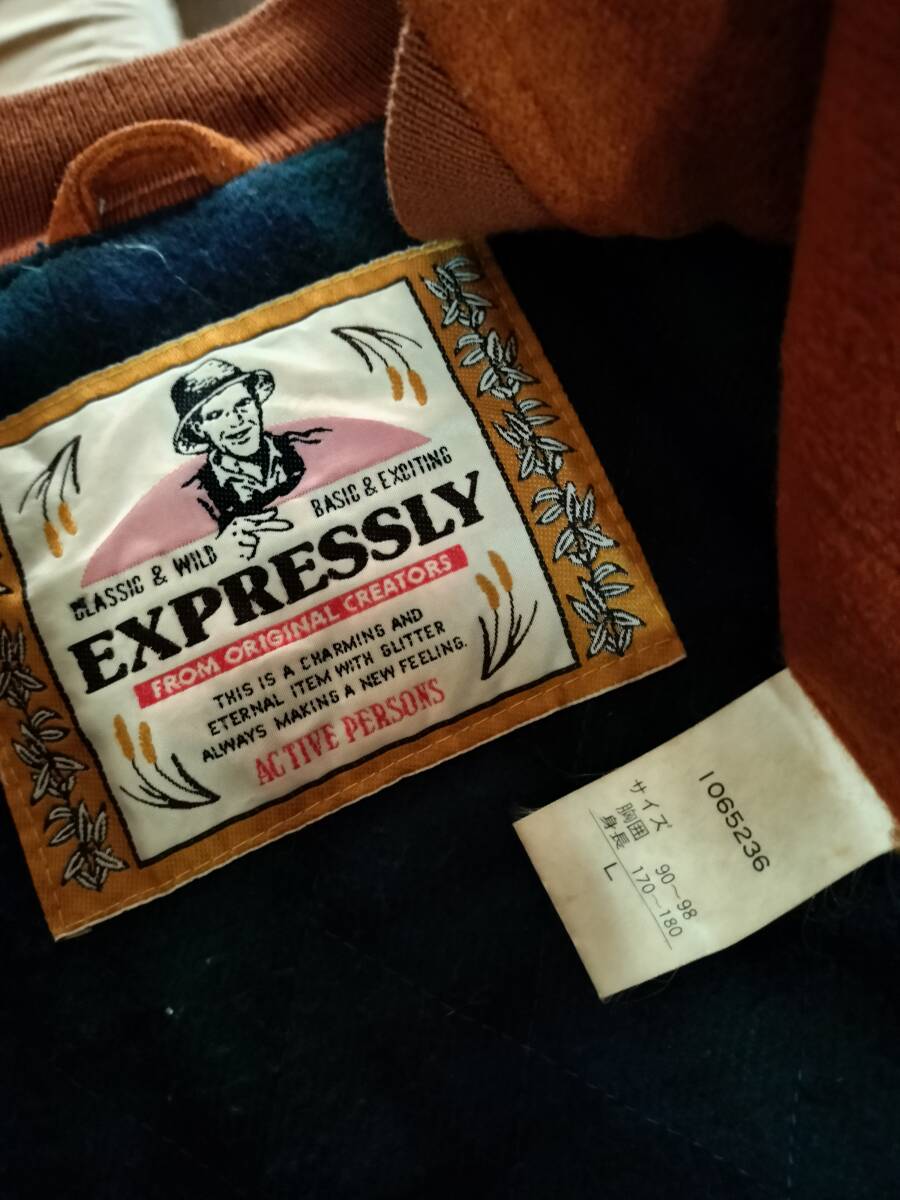 CLASSIC & WILD
BASIC & EXCITING
EXPRESSLY
FROM ORIGINAL CREATORS
THIS IS A CHARMING AND
ETERNAL ITEM WITH GLITTER
ALWAYS MAKING A NEW FEELING.
ACTIVE PERSONS
1065236
サイズ
胸囲 90~98
身長 170~180
L